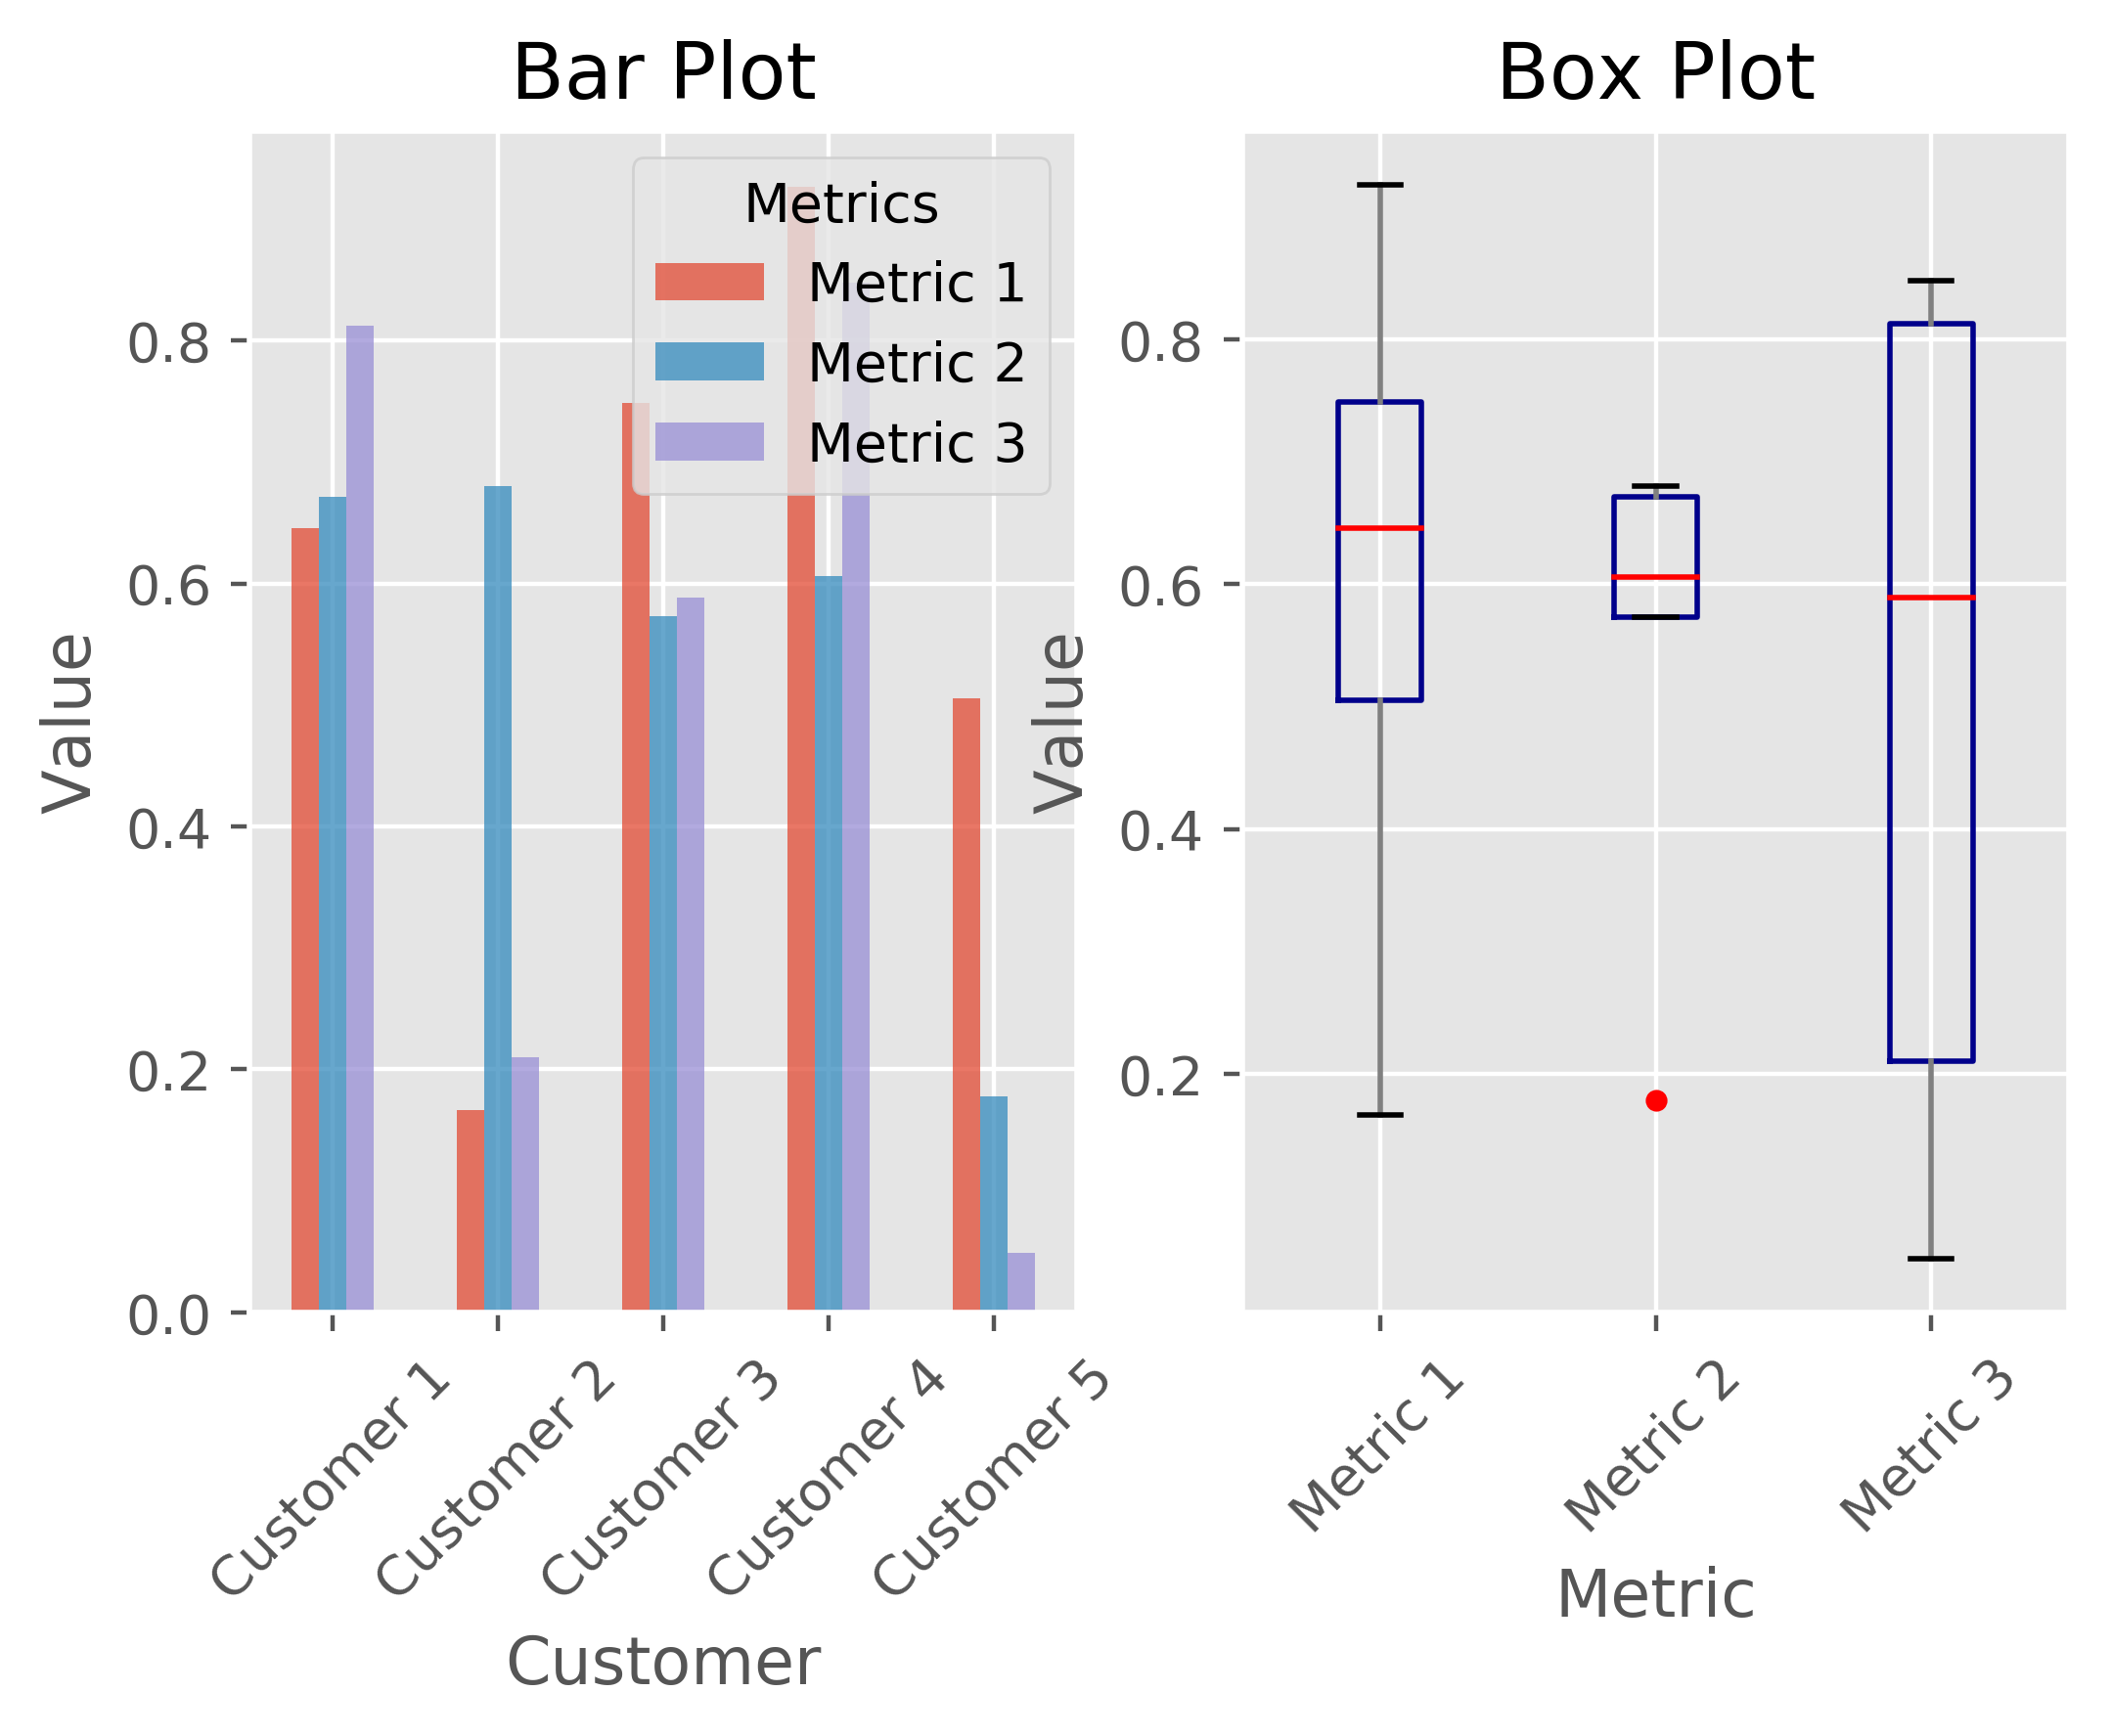 Bar Plot
Metrics
Metric 1
Metric 2
Metric 3
0.8
0.6
0.4
0.2
0.0
Value
Customer 1
Customer 2
Customer 3
Customer 4
Customer 5
Customer
Box Plot
0.8
0.6
0.4
0.2
Value
Metric 1
Metric 2
Metric 3
Metric